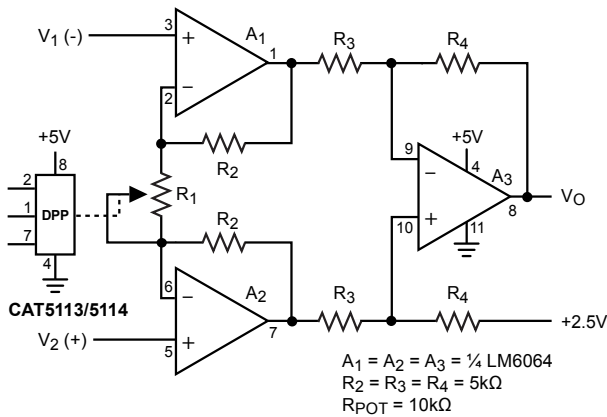 V1 (-)
3
+
A1
1
2
−
R3
R4
+5V
8
R2
2
1
7
DPP
4
R1
9
−
+5V
4
A3
8
VO
10
+
11
R2
CAT5113/5114
6
−
A2
7
V2 (+)
5
+
R3
R4
+2.5V
A1 = A2 = A3 = ¼ LM6064
R2 = R3 = R4 = 5kΩ
RPOT = 10kΩ